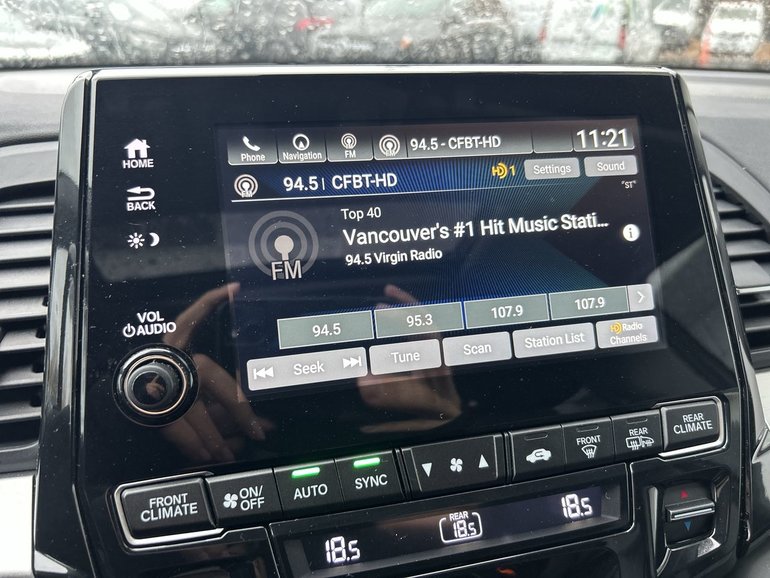 HOME
BACK
VOL
AUDIO
Phone
Navigation
FM
94.5 - CFBT-HD
11:21
FM
94.5| CFBT-HD
HD 1
Settings
Sound
"ST"
Top 40
Vancouver's #1 Hit Music Stati...
94.5 Virgin Radio
FM
i
94.5
95.3
107.9
107.9
Seek
Tune
Scan
Station List
HD Radio
Channels
FRONT
CLIMATE
ON/
OFF
AUTO
SYNC
FRONT
REAR
REAR
CLIMATE
18.5
REAR
18.5
18.5